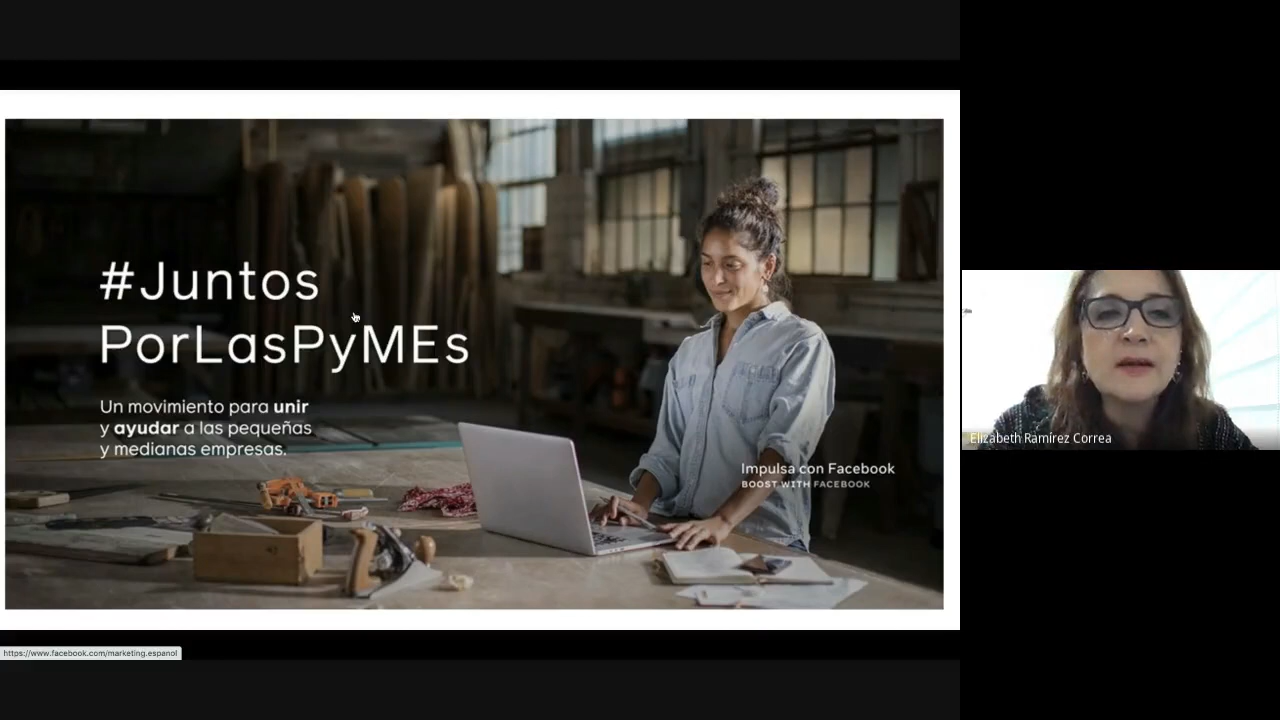 #Juntos
PorLasPyMEs
Un movimiento para unir
y ayudar a las pequeñas
y medianas empresas.
Impulsa con Facebook
BOOST WITH FACEBOOK
Elizabeth Ramírez Correa
https://www.facebook.com/marketing.espanol